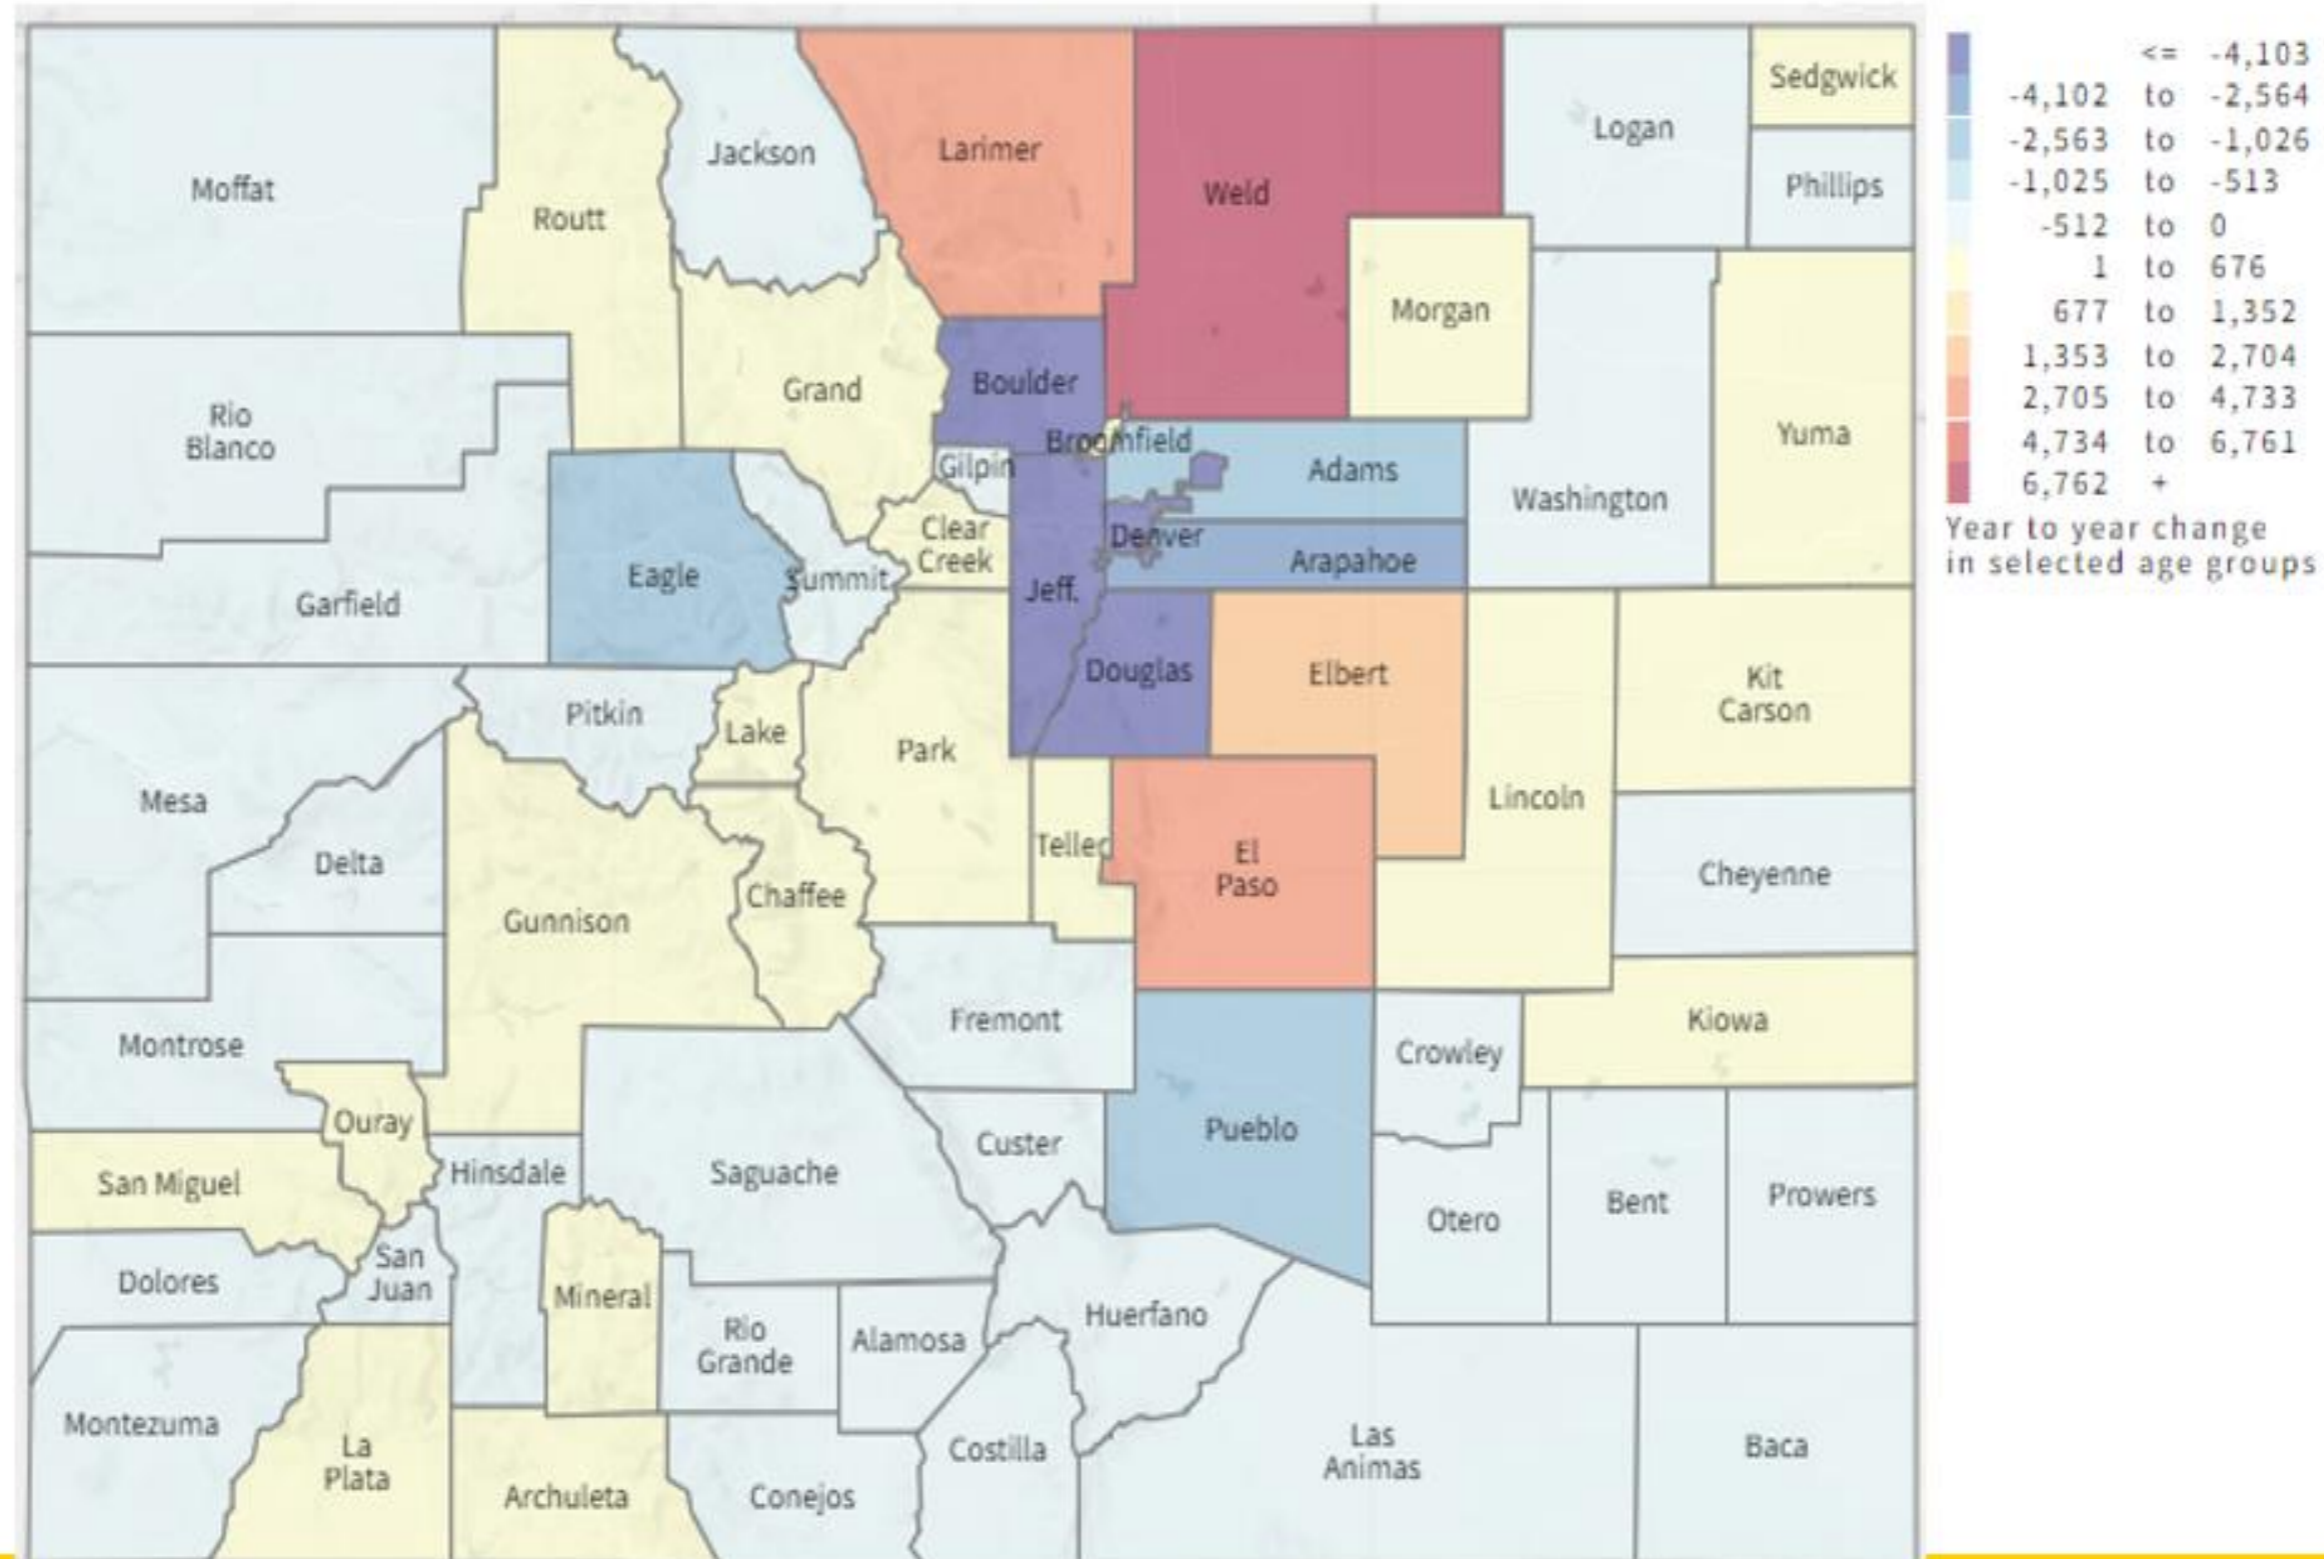 Moffat
Routt
Jackson
Larimer
Weld
Logan
Sedgwick
Phillips
Morgan
Rio
Blanco
Grand
Boulder
Broomfield
Gilpin
Adams
Washington
Yuma
Garfield
Eagle
Summit
Clear
Creek
Jeff.
Denver
Arapahoe
Douglas
Elbert
Kit
Carson
Mesa
Pitkin
Lake
Park
Lincoln
Delta
Gunnison
Chaffee
Teller
El
Paso
Cheyenne
Montrose
Fremont
Crowley
Kiowa
Ouray
San Miguel
Hinsdale
Saguache
Custer
Pueblo
Otero
Bent
Prowers
Dolores
San
Juan
Mineral
Rio
Grande
Alamosa
Huerfano
Montezuma
La
Plata
Archuleta
Conejos
Costilla
Las
Animas
Baca
<= -4,103
-4,102 to -2,564
-2,563 to -1,026
-1,025 to -513
-512 to 0
1 to 676
677 to 1,352
1,353 to 2,704
2,705 to 4,733
4,734 to 6,761
6,762 +
Year to year change
in selected age groups